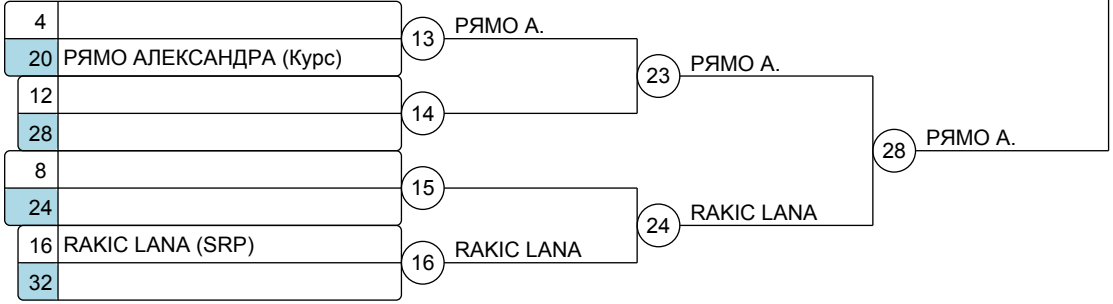 4
20 РЯМО АЛЕКСАНДРА (Курс)
12
28
8
24
16 RAKIC LANA (SRP)
32
13 РЯМО А.
14
15
16 RAKIC LANA
23 РЯМО А.
24 RAKIC LANA
28 РЯМО А.